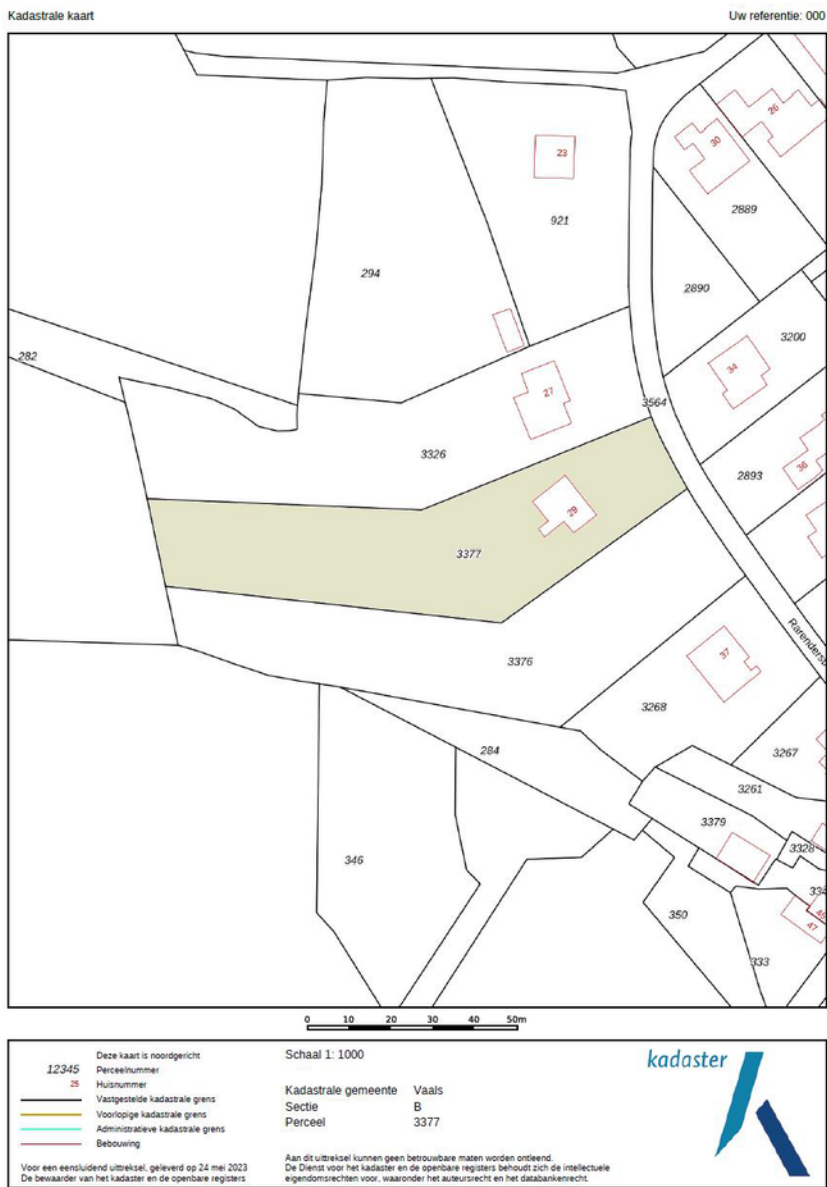 Kadastrale kaart
Uw referentie: 000
26
23
30
921
2889
294
2890
3200
282
34
27
3564
3326
2893
36
29
3377
Rarenderst
3376
37
3268
284
3267
3261
3379
3328
346
334
45
350
47
333
0 10 20 30 40 50m
Deze kaart is noordgericht
12345 Perceelnummer
25 Huisnummer
Vastgestelde kadastrale grens
Voorlopige kadastrale grens
Administratieve kadastrale grens
Bebouwing
Voor een eensluidend uittreksel, geleverd op 24 mei 2023
De bewaarder van het kadaster en de openbare registers
Schaal 1: 1000
Kadastrale gemeente Vaals
Sectie B
Perceel 3377
Aan dit uittreksel kunnen geen betrouwbare maten worden ontleend.
De Dienst voor het kadaster en de openbare registers behoudt zich de intellectuele
eigendomsrechten voor, waaronder het auteursrecht en het databankenrecht.
kadaster